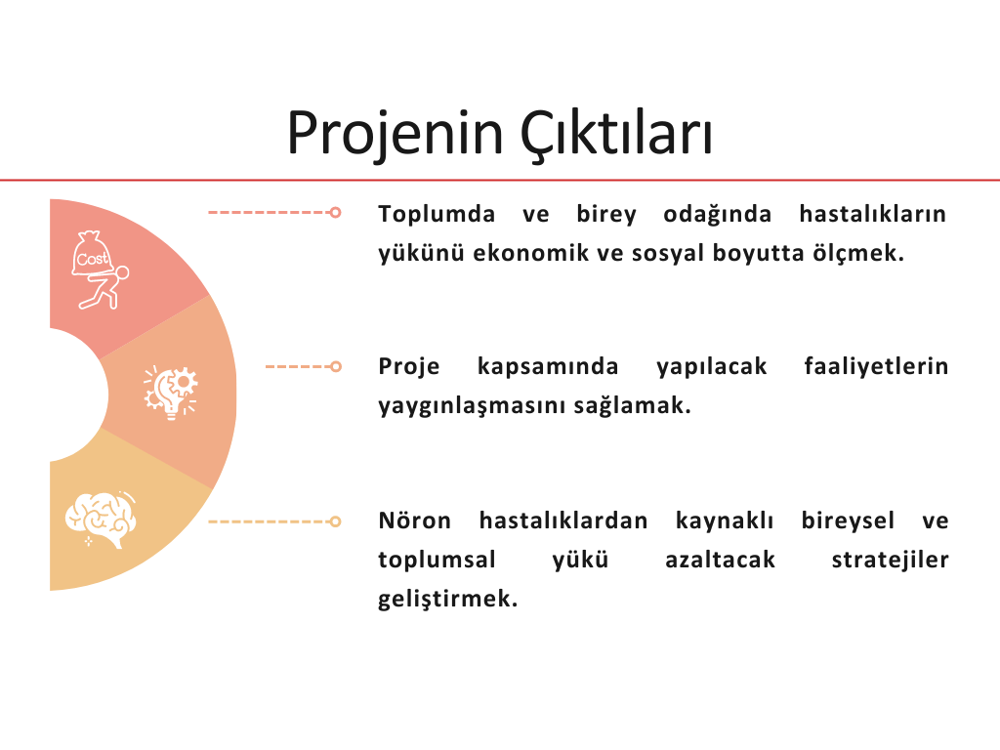 Projenin Çıktıları
Cost
Toplumda ve birey odağında hastalıkların
yükünü ekonomik ve sosyal boyutta ölçmek.
Proje kapsamında yapılacak faaliyetlerin
yaygınlaşmasını sağlamak.
Nöron hastalıklardan kaynaklı bireysel ve
toplumsal yükü azaltacak stratejiler
geliştirmek.